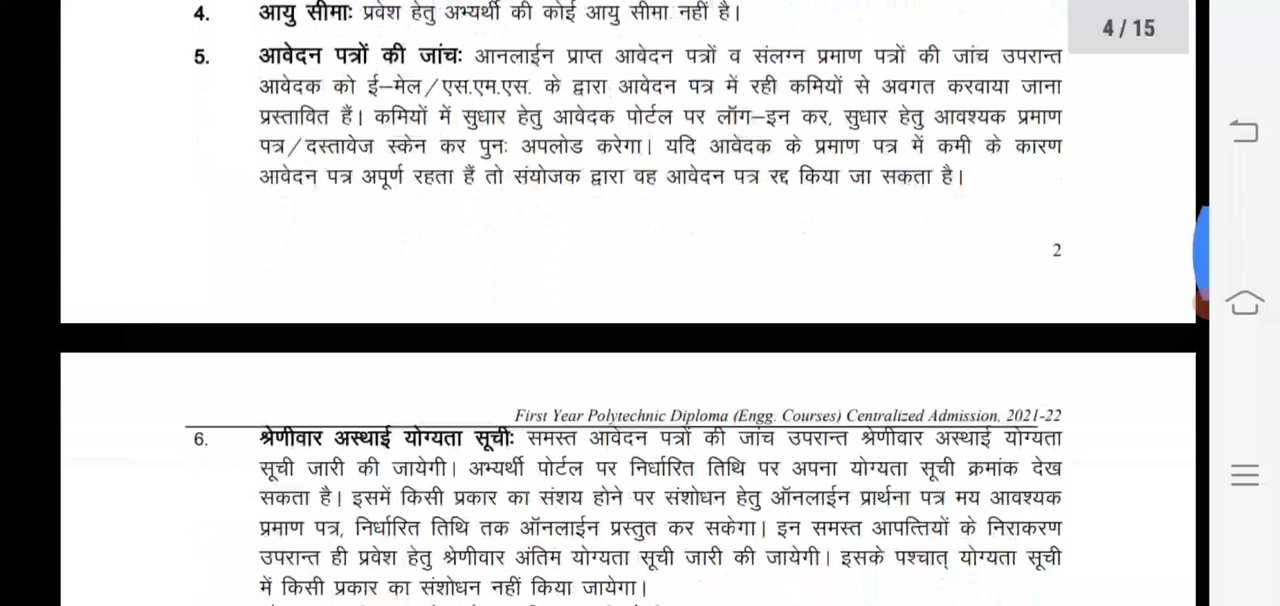 4/15
4. आयु सीमाः प्रवेश हेतु अभ्यर्थी की कोई आयु सीमा नहीं है।
5. आवेदन पत्रों की जांचः आनलाईन प्राप्त आवेदन पत्रों व संलग्न प्रमाण पत्रों की जांच उपरान्त
आवेदक को ई–मेल/एस.एम.एस. के द्वारा आवेदन पत्र में रही कमियों से अवगत करवाया जाना
प्रस्तावित हैं। कमियों में सुधार हेतु आवेदक पोर्टल पर लॉग–इन कर, सुधार हेतु आवश्यक प्रमाण
पत्र/दस्तावेज स्केन कर पुनः अपलोड करेगा। यदि आवेदक के प्रमाण पत्र में कमी के कारण
आवेदन पत्र अपूर्ण रहता हैं तो संयोजक द्वारा वह आवेदन पत्र रद्द किया जा सकता है।
2
First Year Polytechnic Diploma (Engg. Courses) Centralized Admission, 2021-22
6. श्रेणीवार अस्थाई योग्यता सूचीः समस्त आवेदन पत्रों की जांच उपरान्त श्रेणीवार अस्थाई योग्यता
सूची जारी की जायेगी। अभ्यर्थी पोर्टल पर निर्धारित तिथि पर अपना योग्यता सूची क्रमांक देख
सकता है। इसमें किसी प्रकार का संशय होने पर संशोधन हेतु ऑनलाईन प्रार्थना पत्र मय आवश्यक
प्रमाण पत्र, निर्धारित तिथि तक ऑनलाईन प्रस्तुत कर सकेगा। इन समस्त आपत्तियों के निराकरण
उपरान्त ही प्रवेश हेतु श्रेणीवार अंतिम योग्यता सूची जारी की जायेगी। इसके पश्चात् योग्यता सूची
में किसी प्रकार का संशोधन नहीं किया जायेगा।